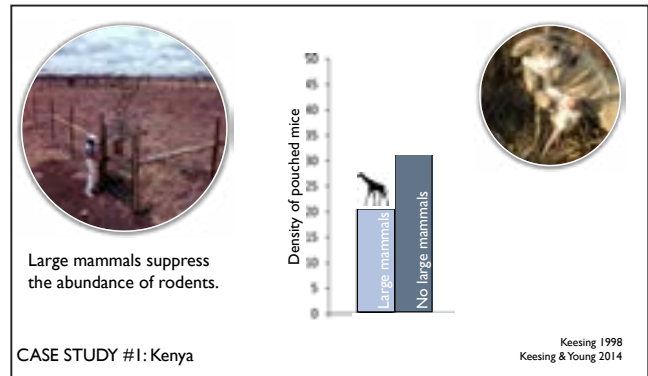 Large mammals suppress
the abundance of rodents.
Density of pouched mice
50
45
40
35
30
25
20
15
10
5
0
Large mammals
No large mammals
CASE STUDY #1: Kenya
Keesing 1998
Keesing & Young 2014